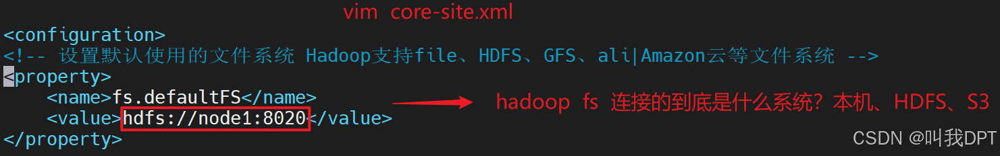 vim core-site.xml
<configuration>
<!-- 设置默认使用的文件系统 Hadoop支持file、HDFS、GFS、ali|Amazon云等文件系统 -->
<property>
<name>fs.defaultFS</name>
hadoop fs 连接的到底是什么系统？本机、HDFS、S3
<value>hdfs://node1:8020</value>
</property>
CSDN @叫我DPT